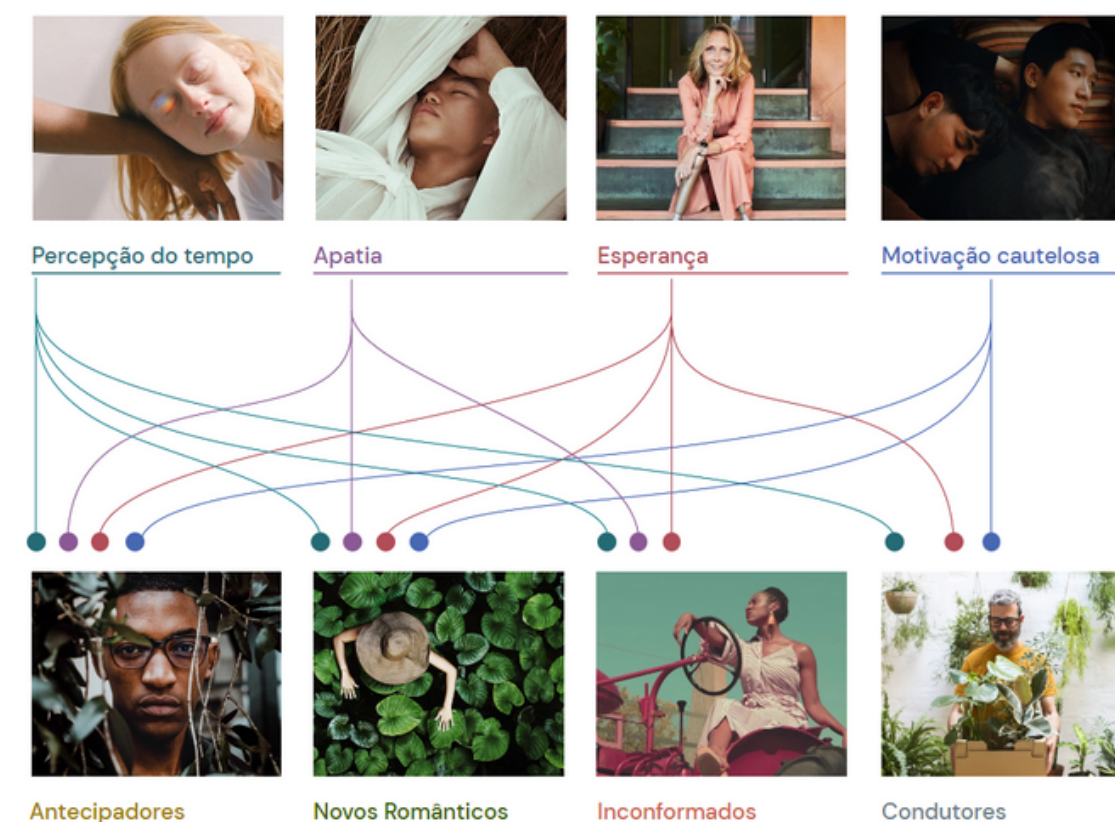 Percepção do tempo
Apatia
Esperança
Motivação cautelosa
Antecipadores
Novos Românticos
Inconformados
Condutores